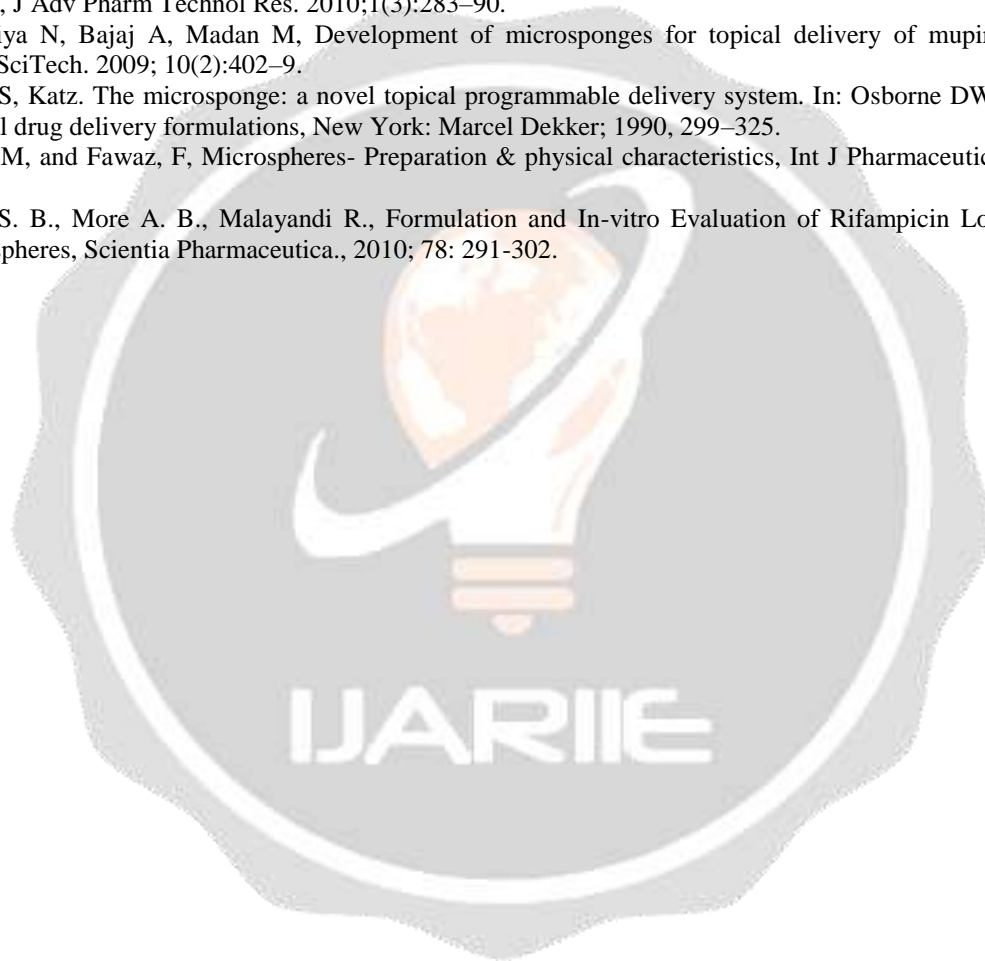 , J Adv Pharm Technol Res. 2010;1(3):283–90.
iya N, Bajaj A, Madan M, Development of microsponges for topical delivery of mupir
SciTech. 2009; 10(2):402–9.
S, Katz. The microsponge: a novel topical programmable delivery system. In: Osborne DW
l drug delivery formulations, New York: Marcel Dekker; 1990, 299–325.
M, and Fawaz, F, Microspheres- Preparation & physical characteristics, Int J Pharmaceutic
S. B., More A. B., Malayandi R., Formulation and In-vitro Evaluation of Rifampicin Lo
pheres, Scientia Pharmaceutica., 2010; 78: 291-302.
IJARIIE